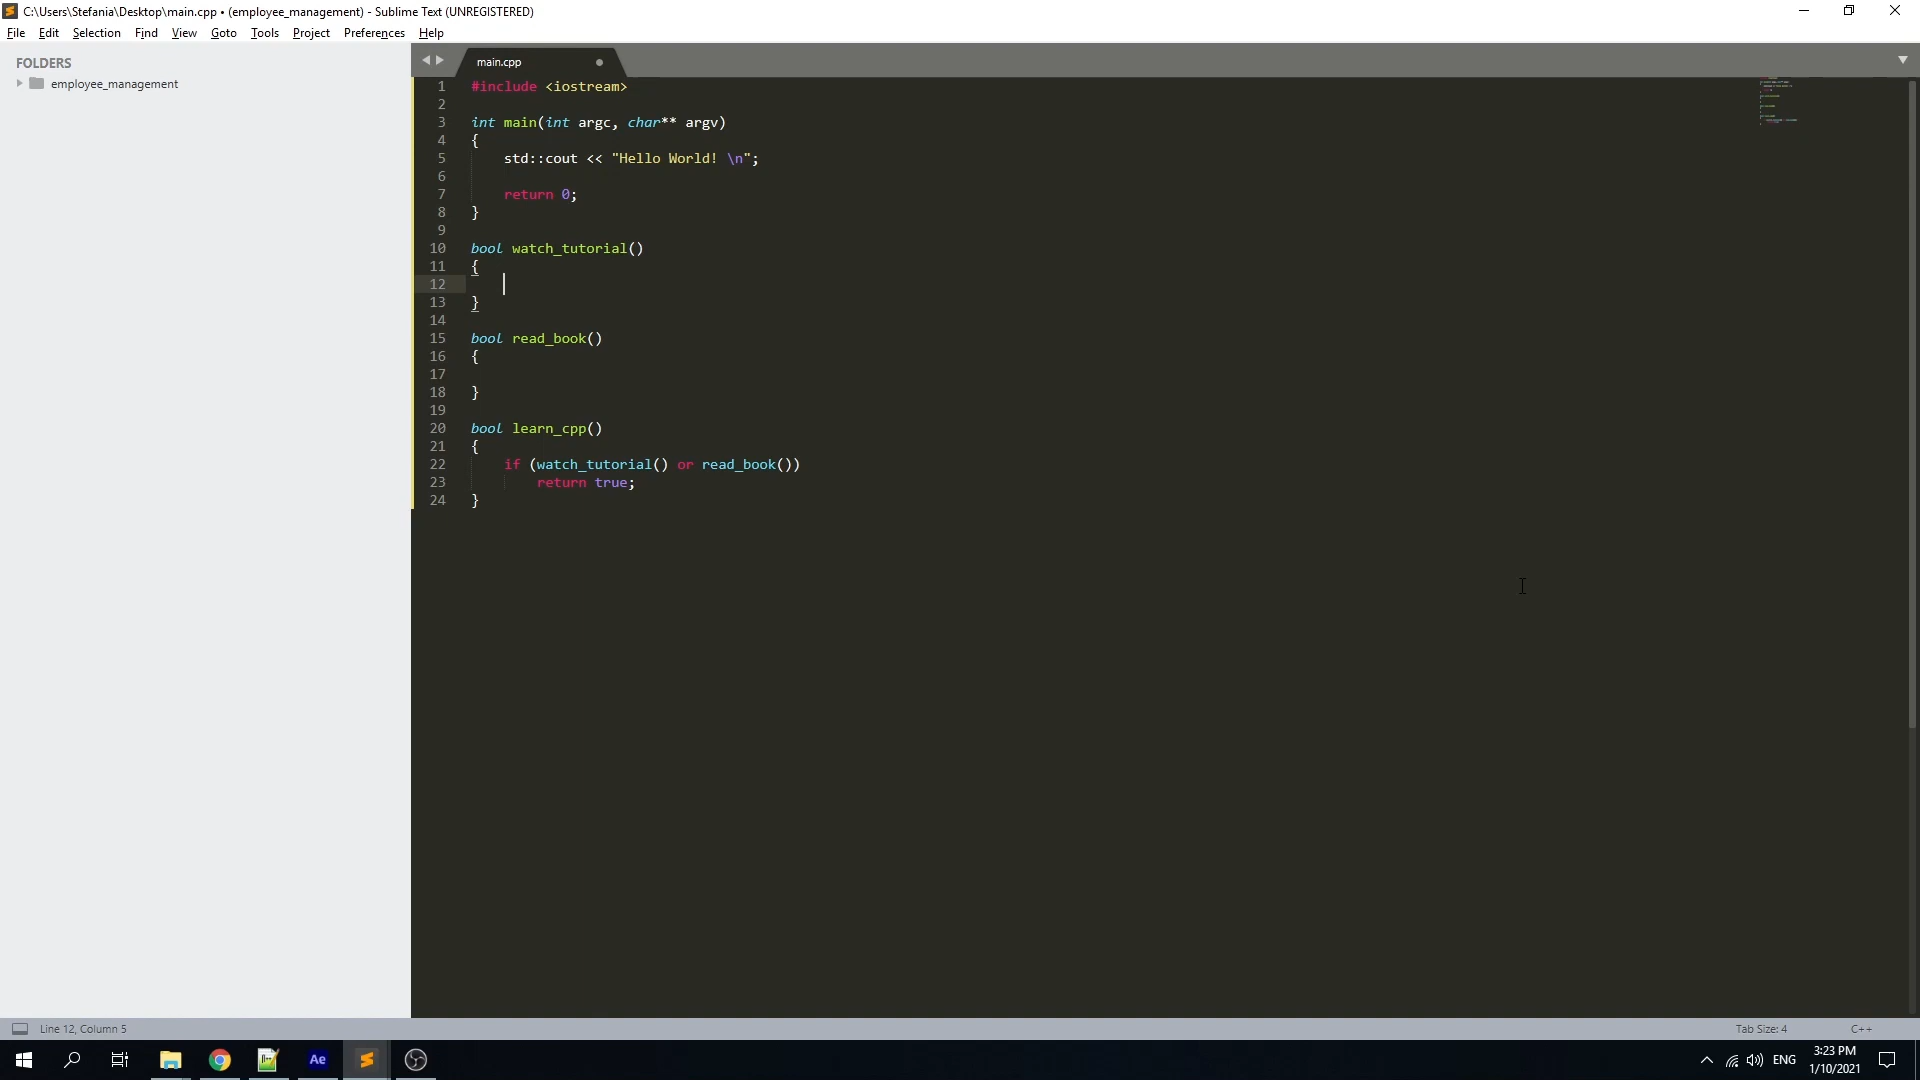 C:\Users\Stefania\Desktop\main.cpp • (employee_management) - Sublime Text (UNREGISTERED)
File Edit Selection Find View Goto Tools Project Preferences Help
FOLDERS
employee_management
main.cpp
1 #include <iostream>
2
3 int main(int argc, char** argv)
4 {
5 std::cout << "Hello World! \n";
6
7 return 0;
8 }
9
10 bool watch_tutorial()
11 {
12
13 }
14
15 bool read_book()
16 {
17
18 }
19
20 bool learn_cpp()
21 {
22 if (watch_tutorial() or read_book())
23 return true;
24 }
Line 12, Column 5
Tab Size: 4
C++
Ae
ENG
3:23 PM
1/10/2021